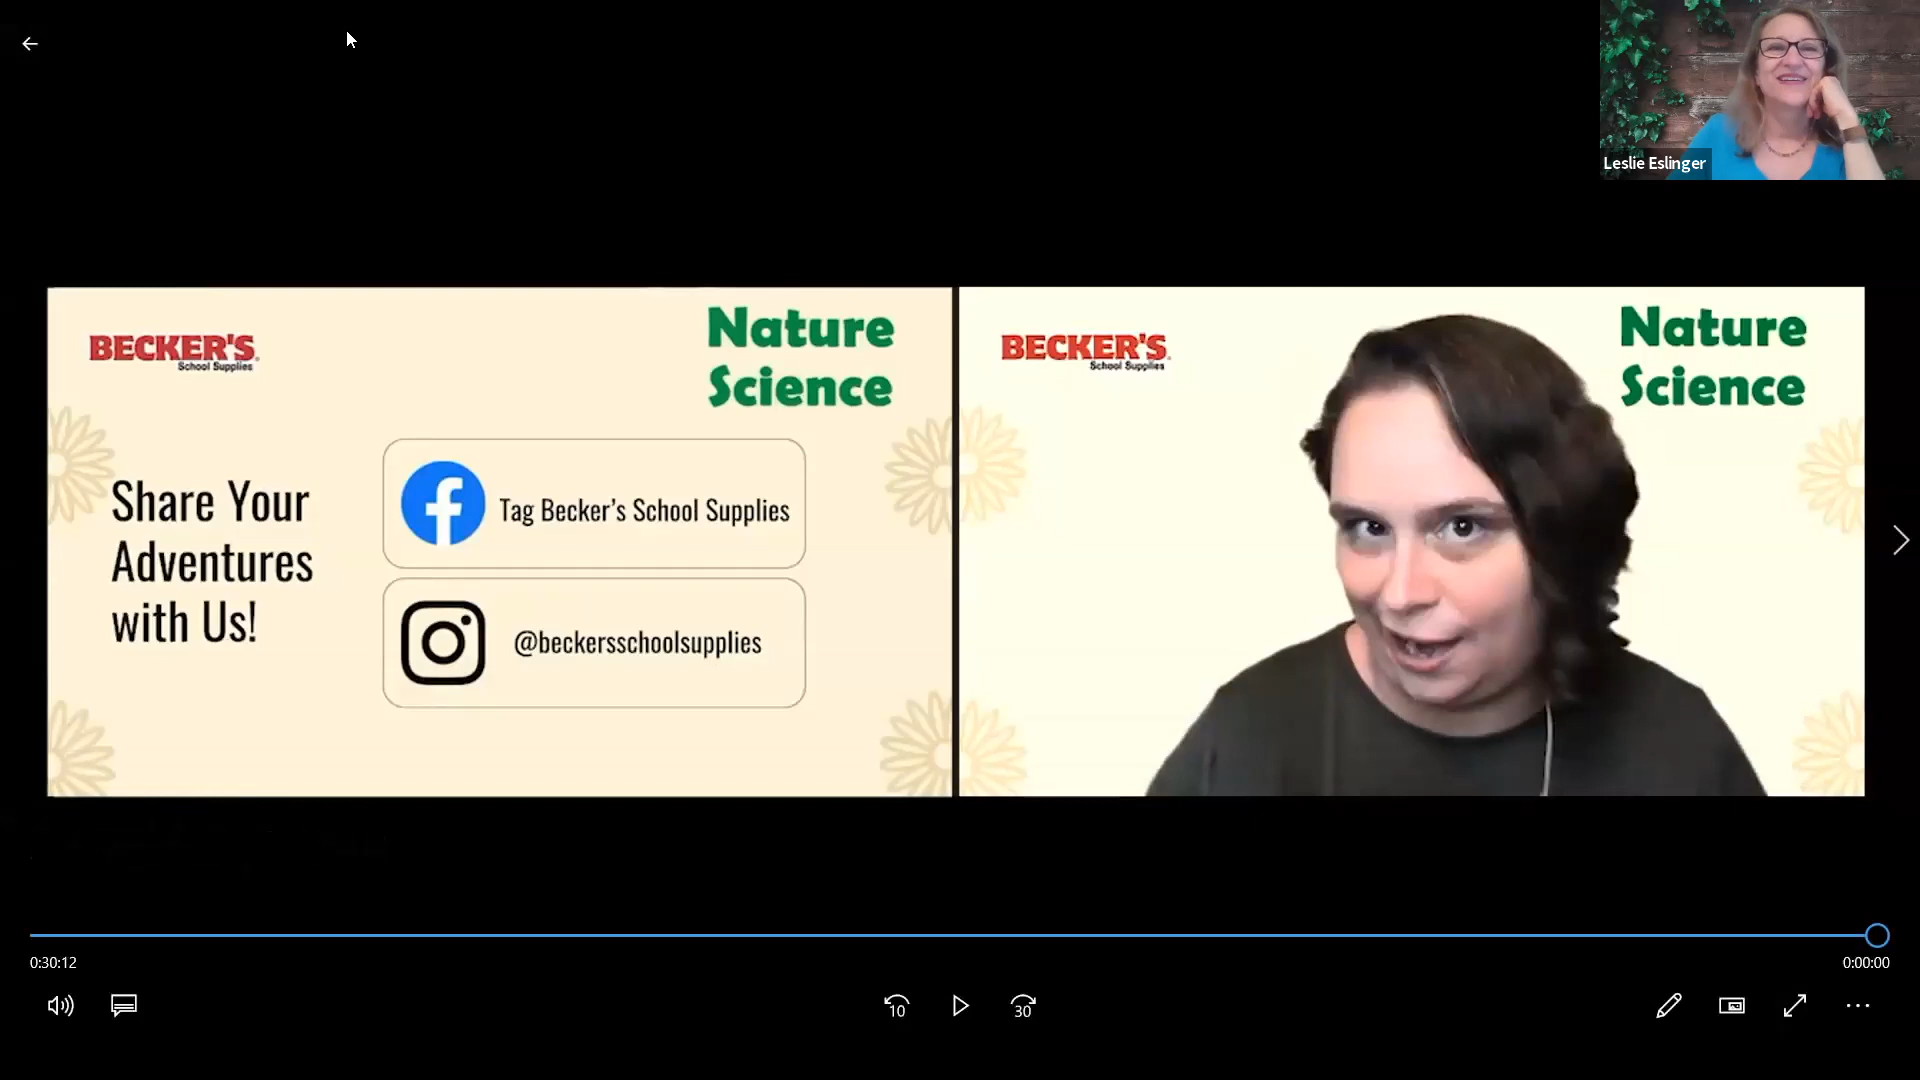 Leslie Eslinger
BECKER'S
School Supplies
Nature
Science
Share Your
Adventures
with Us!
Tag Becker's School Supplies
@beckersschoolsupplies
BECKER'S
School Supplies
Nature
Science
0:30:12
0:00:00
10
30